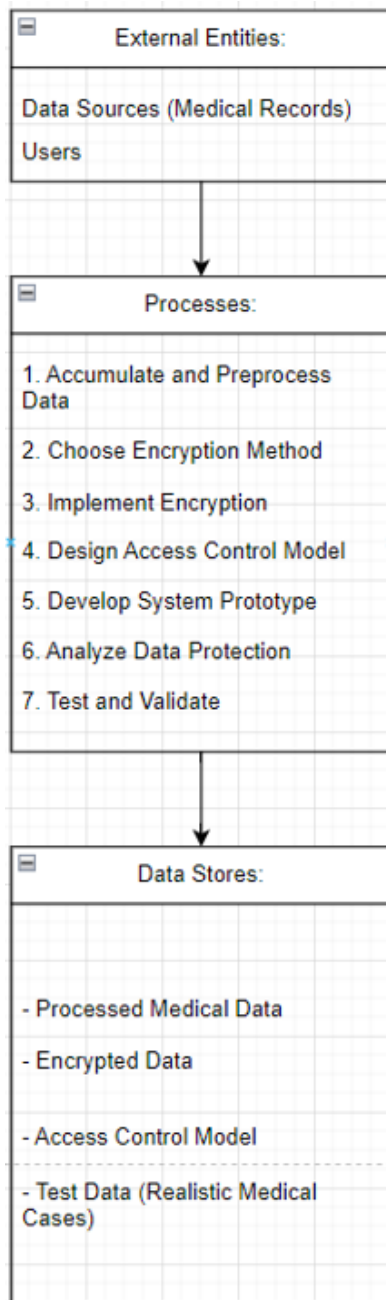 External Entities:
Data Sources (Medical Records)
Users
Processes:
1. Accumulate and Preprocess
Data
2. Choose Encryption Method
3. Implement Encryption
4. Design Access Control Model
5. Develop System Prototype
6. Analyze Data Protection
7. Test and Validate
Data Stores:
- Processed Medical Data
- Encrypted Data
- Access Control Model
- Test Data (Realistic Medical
Cases)